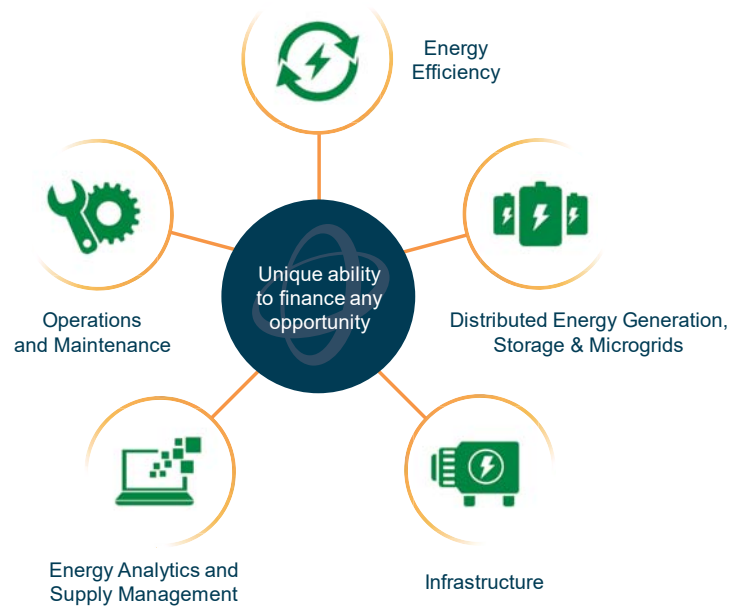 Energy
Efficiency
Unique ability
to finance any
opportunity
Operations
and Maintenance
Distributed Energy Generation,
Storage & Microgrids
Energy Analytics and
Supply Management
Infrastructure